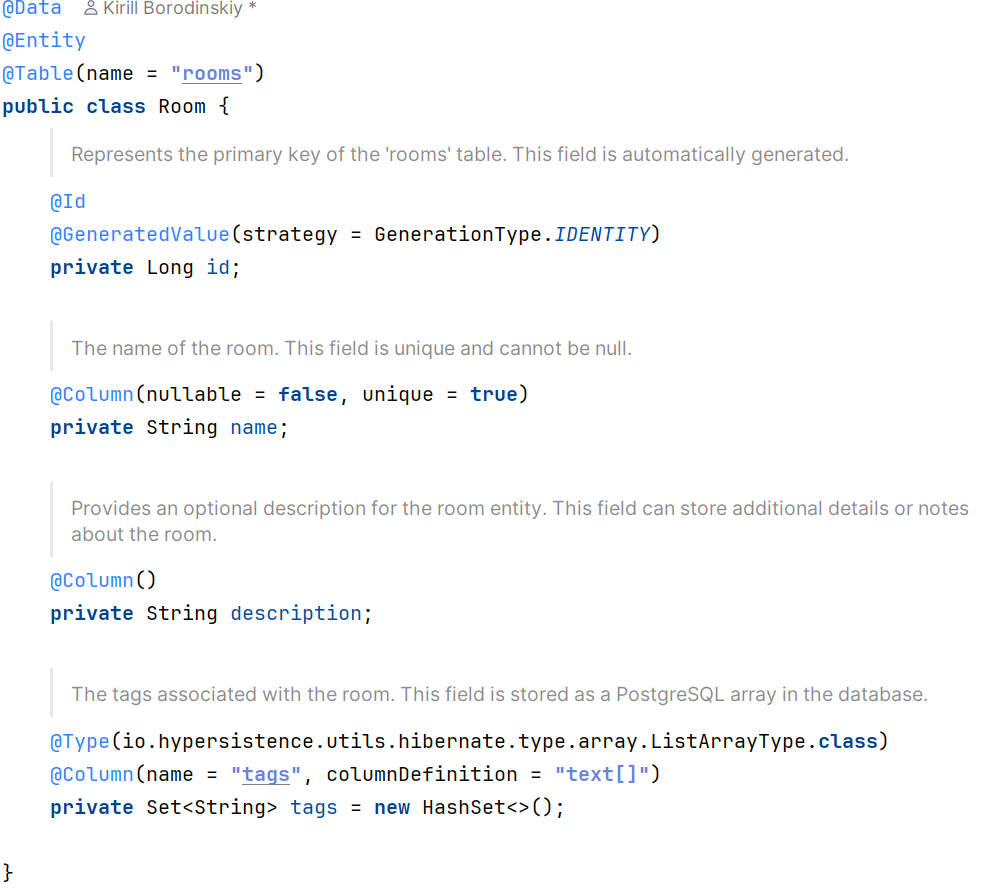 @Data Kirill Borodinskiy *
@Entity
@Table(name = "rooms")
public class Room {
Represents the primary key of the 'rooms' table. This field is automatically generated.
@Id
@GeneratedValue(strategy = GenerationType.IDENTITY)
private Long id;
The name of the room. This field is unique and cannot be null.
@Column(nullable = false, unique = true)
private String name;
Provides an optional description for the room entity. This field can store additional details or notes
about the room.
@Column()
private String description;
The tags associated with the room. This field is stored as a PostgreSQL array in the database.
@Type(io.hypersistence.utils.hibernate.type.array.ListArrayType.class)
@Column(name = "tags", columnDefinition = "text[]")
private Set<String> tags = new HashSet<>();
}